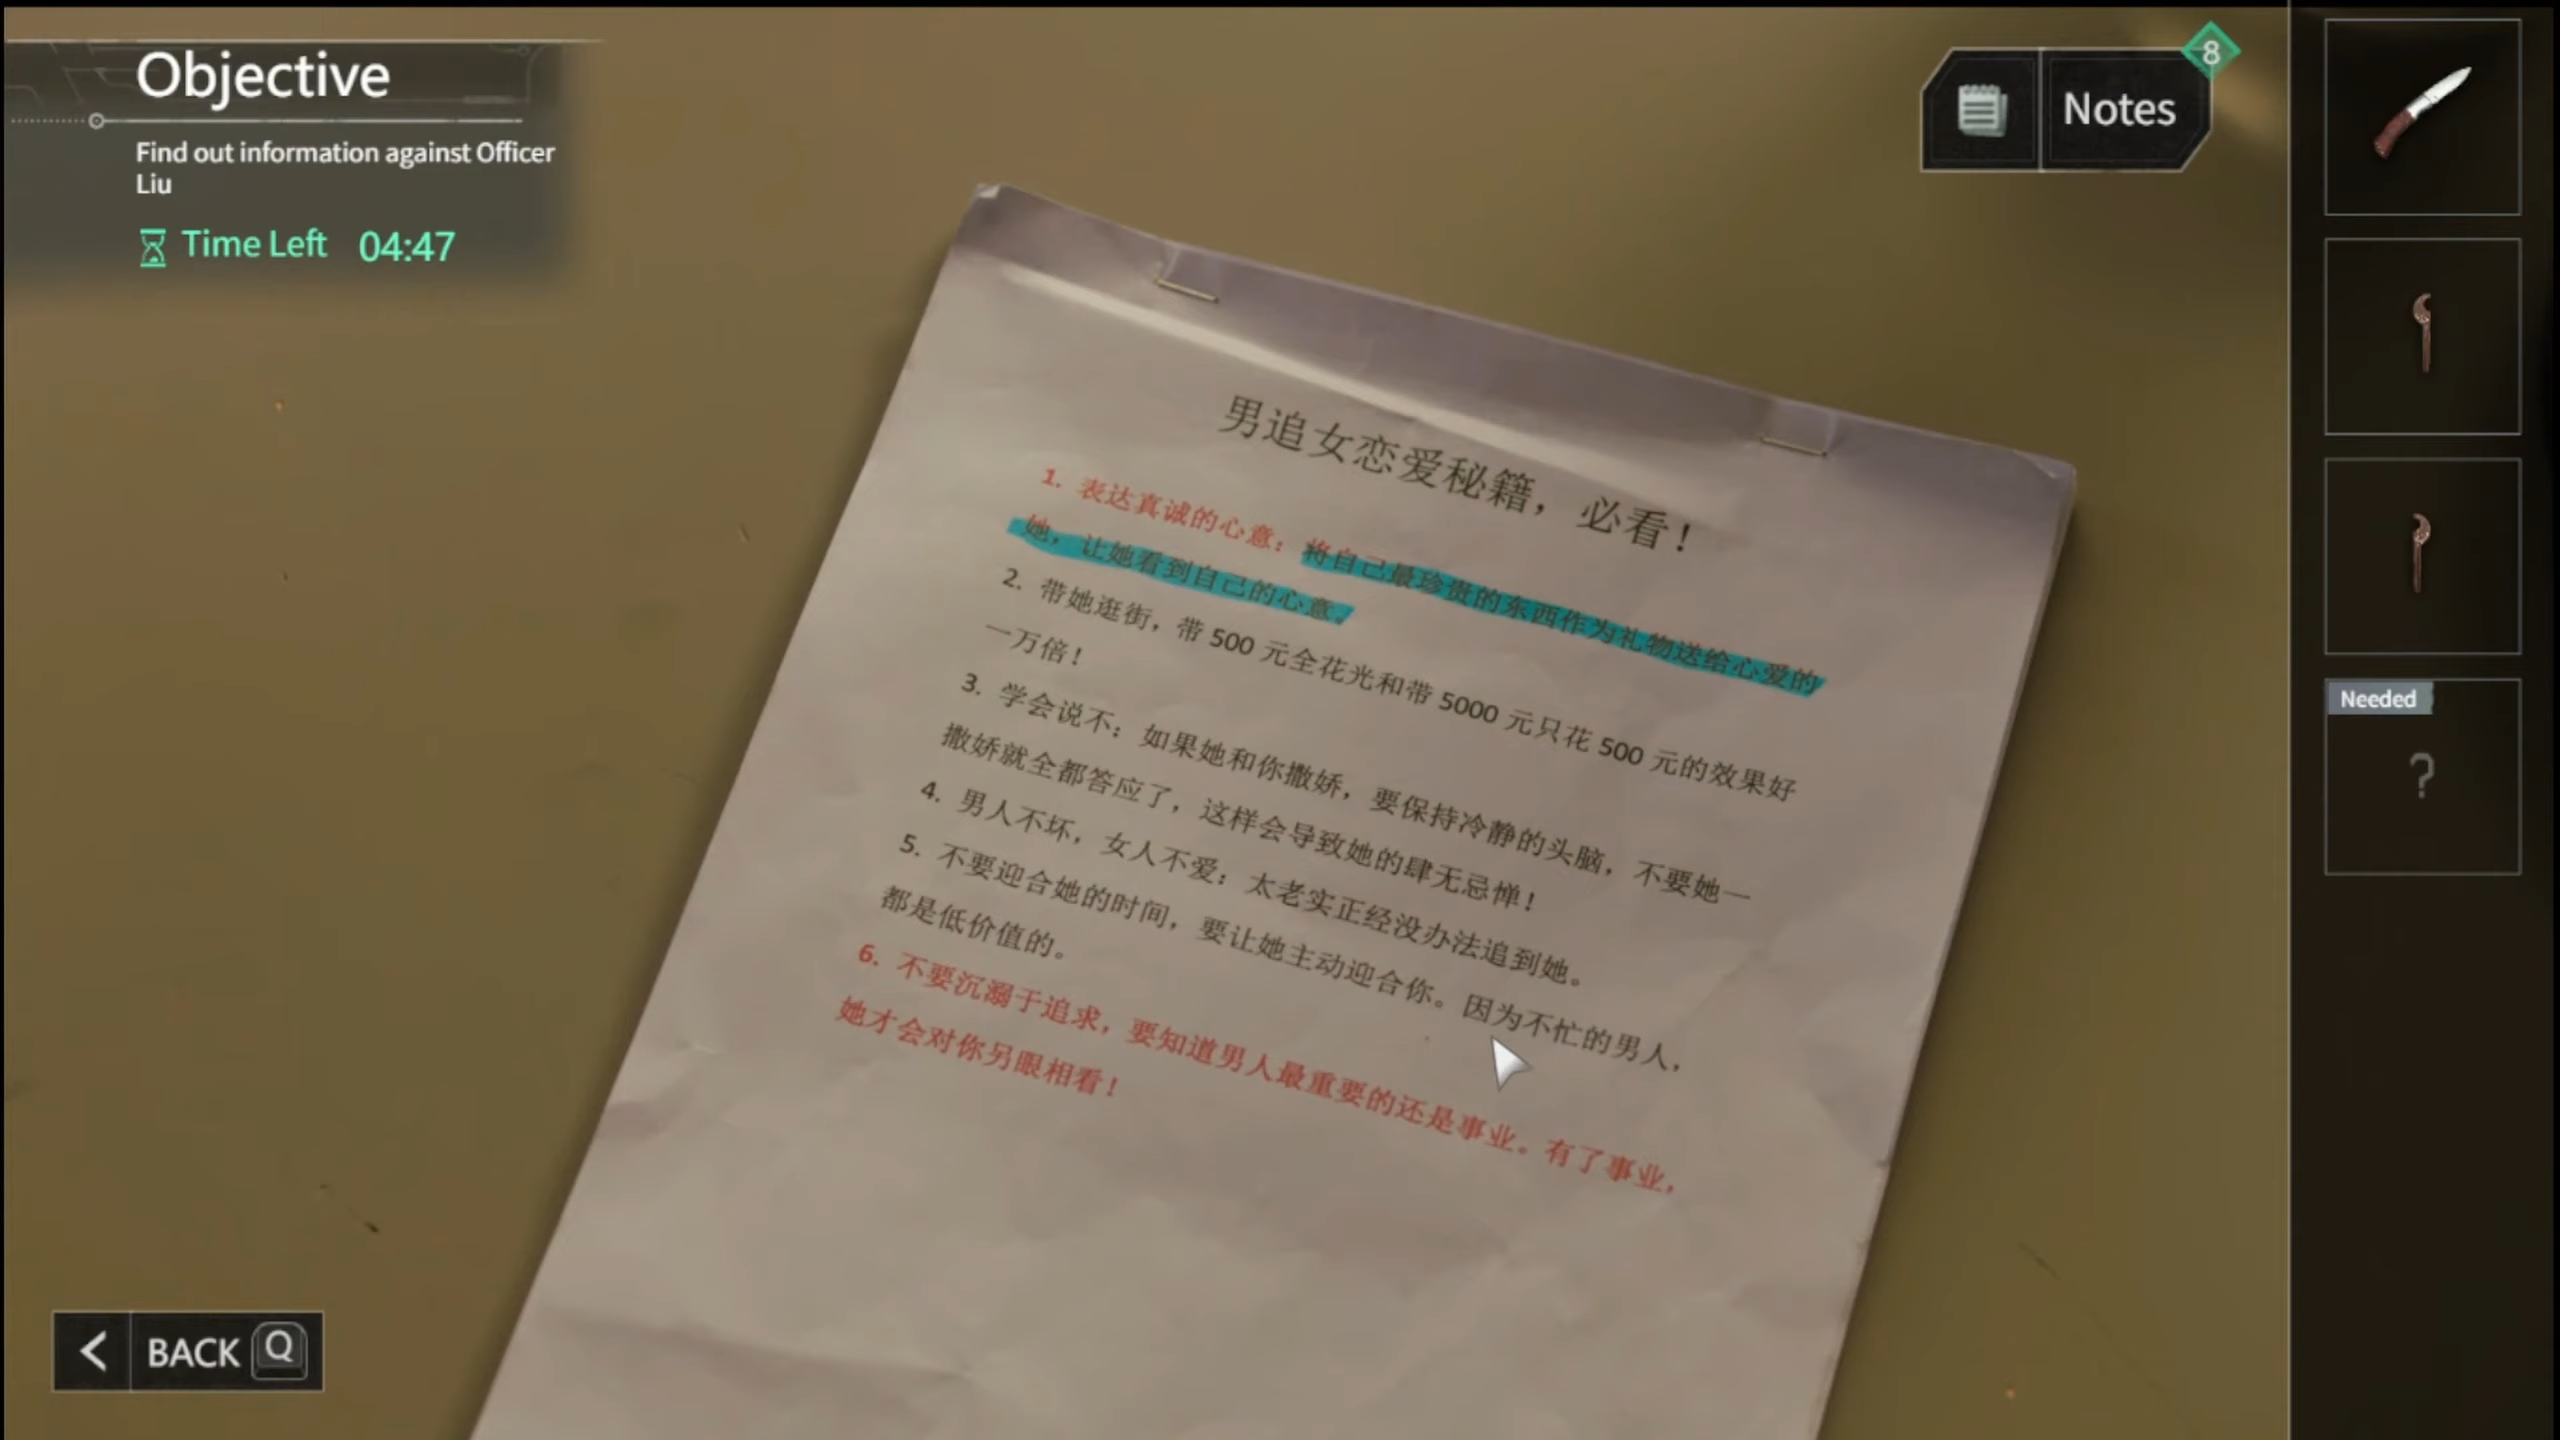 Objective
Find out information against Officer
Liu
Time Left 04:47
8
Notes
Needed
?
男追女恋爱秘籍，必看！
1. 表达真诚的心意：将自己最珍贵的东西作为礼物送给心爱的
她，让她看到自己的心意。
2. 带她逛街，带 500 元全花光和带 5000 元只花 500 元的效果好
一万倍！
3. 学会说不：如果她和你撒娇，要保持冷静的头脑，不要她一
撒娇就全都答应了，这样会导致她的肆无忌惮！
4. 男人不坏，女人不爱：太老实正经没办法追到她。
5. 不要迎合她的时间，要让她主动迎合你。因为不忙的男人，
都是低价值的。
6. 不要沉溺于追求，要知道男人最重要的还是事业。有了事业，
她才会对你另眼相看！
BACK Q